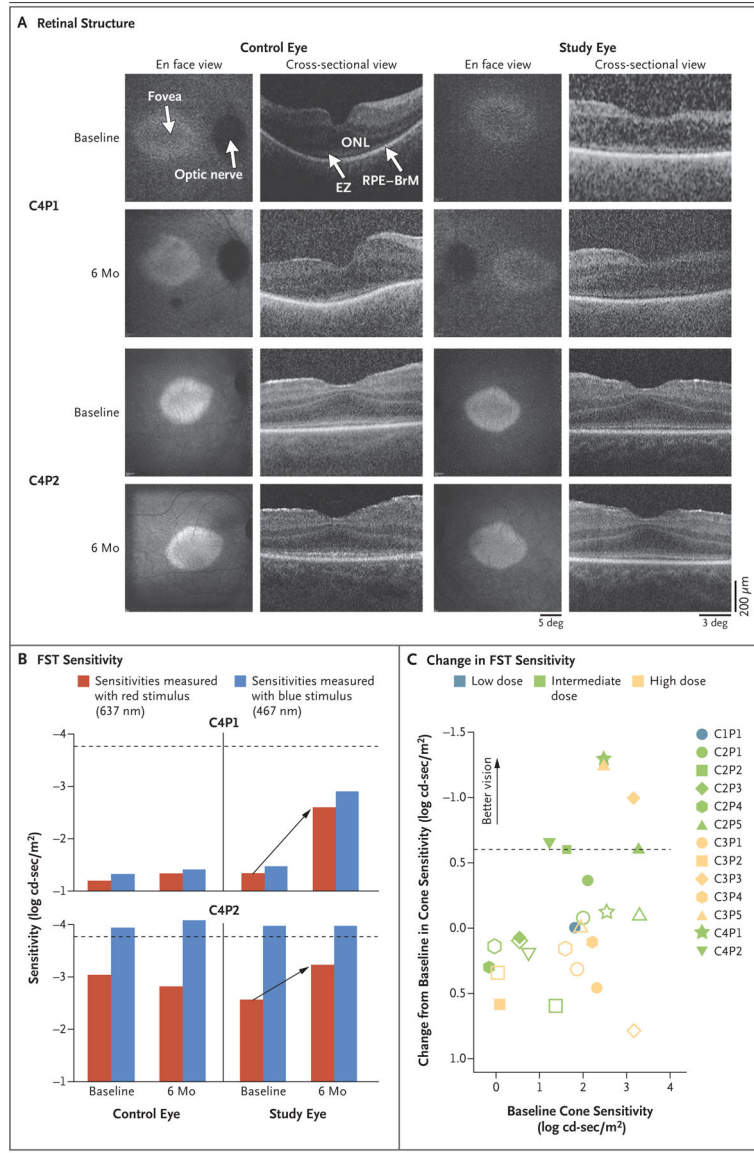 A Retinal Structure
Control Eye
Study Eye
En face view
Cross-sectional view
En face view
Cross-sectional view
Fovea
Optic nerve
ONL
EZ
RPE–BrM
Baseline
C4P1
6 Mo
Baseline
C4P2
6 Mo
200 µm
5 deg
3 deg
B FST Sensitivity
Sensitivities measured
with red stimulus
(637 nm)
Sensitivities measured
with blue stimulus
(467 nm)
C4P1
−4
−3
−2
−1
C4P2
−4
−3
−2
−1
Sensitivity (log cd-sec/m²)
Baseline
6 Mo
Baseline
6 Mo
Control Eye
Study Eye
C Change in FST Sensitivity
Low dose
Intermediate
dose
High dose
Change from Baseline in Cone Sensitivity (log cd-sec/m²)
Better vision
−1.5
−1.0
0.5
0.0
0.5
1.0
0
1
2
3
4
Baseline Cone Sensitivity
(log cd-sec/m²)
C1P1
C2P1
C2P2
C2P3
C2P4
C2P5
C3P1
C3P2
C3P3
C3P4
C3P5
C4P1
C4P2